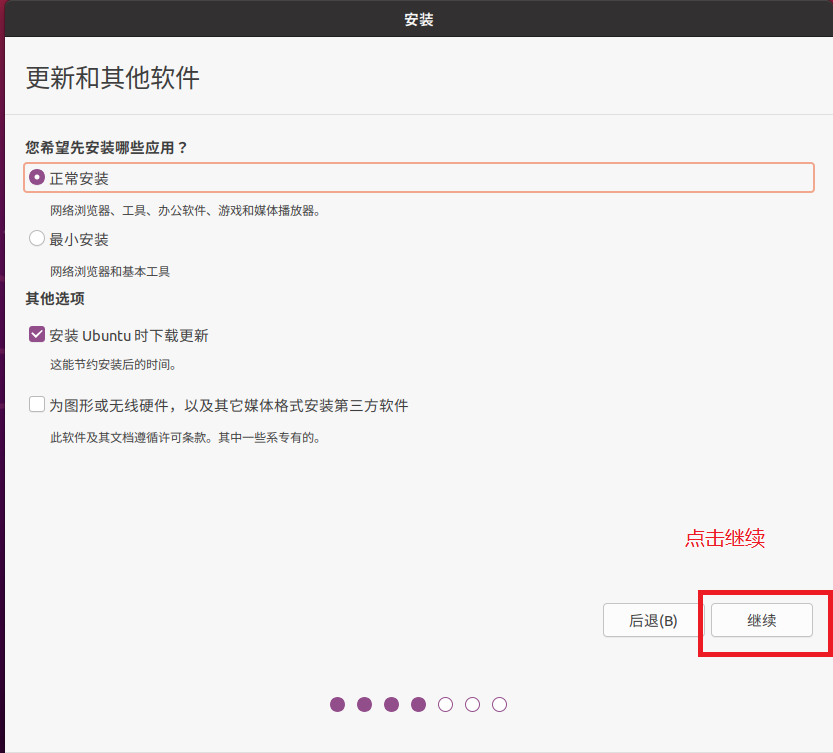 安装
更新和其他软件
您希望先安装哪些应用？
正常安装
网络浏览器、工具、办公软件、游戏和媒体播放器。
最小安装
网络浏览器和基本工具
其他选项
安装 Ubuntu 时下载更新
这能节约安装后的时间。
为图形或无线硬件，以及其它媒体格式安装第三方软件
此软件及其文档遵循许可条款。其中一些系专有的。
点击继续
后退(B)
继续